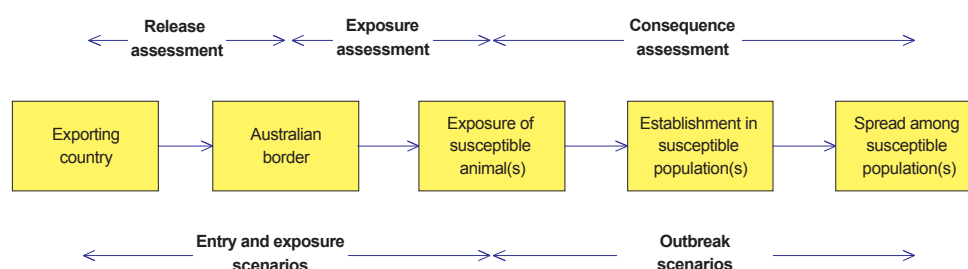 Release
assessment
Exposure
assessment
Consequence
assessment
Exporting
country
Australian
border
Exposure of
susceptible
animal(s)
Establishment in
susceptible
population(s)
Spread among
susceptible
population(s)
Entry and exposure
scenarios
Outbreak
scenarios